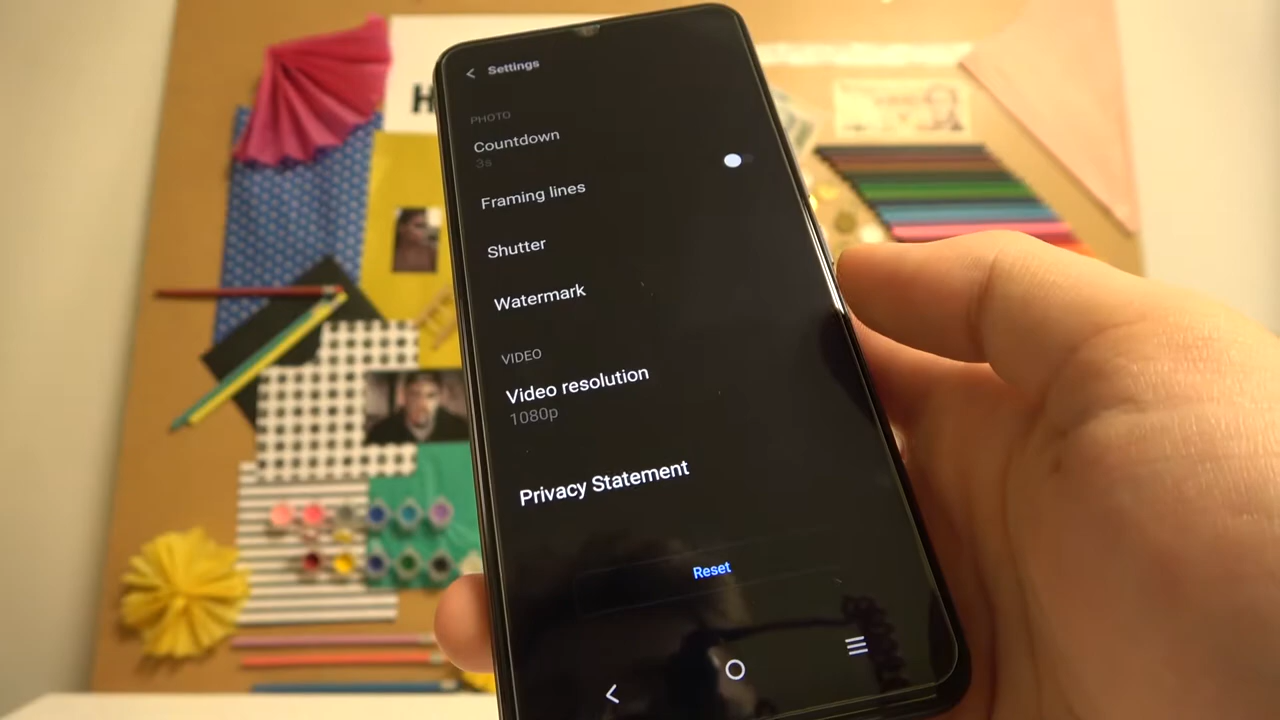 Settings
PHOTO
Countdown
3s
Framing lines
Shutter
Watermark
VIDEO
Video resolution
1080p
Privacy Statement
Reset
H